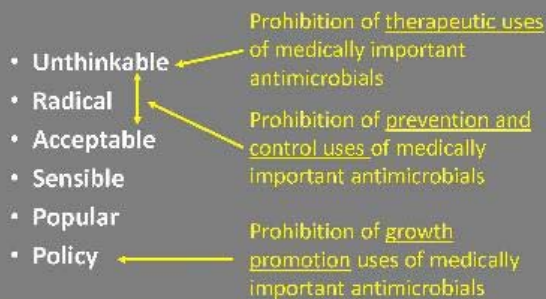 • Unthinkable
• Radical
• Acceptable
• Sensible
• Popular
• Policy
Prohibition of therapeutic uses
of medically important
antimicrobials
Prohibition of prevention and
control uses of medically
important antimicrobials
Prohibition of growth
promotion uses of medically
important antimicrobials